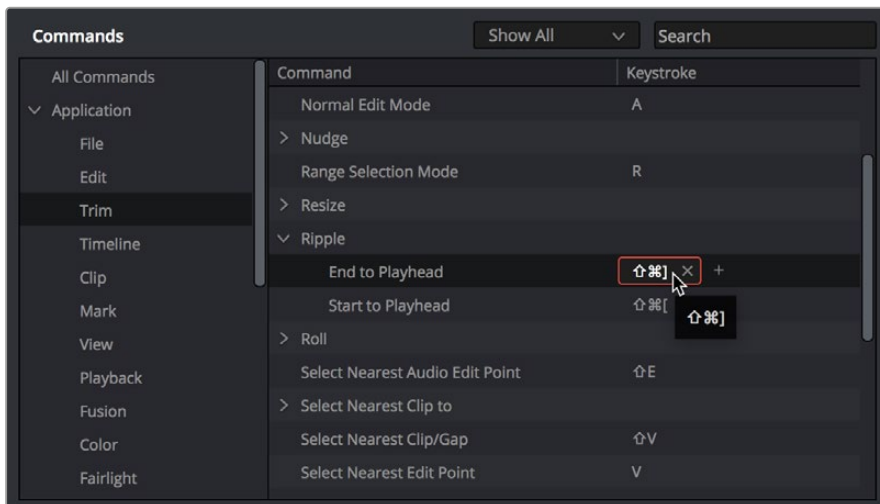 Commands
Show All
Search
All Commands
Application
File
Edit
Trim
Timeline
Clip
Mark
View
Playback
Fusion
Color
Fairlight
Command Keystroke
Normal Edit Mode A
Nudge
Range Selection Mode R
Resize
Ripple
End to Playhead ⇧⌘] × +
Start to Playhead ⇧⌘[
⇧⌘]
Roll
Select Nearest Audio Edit Point ⇧E
Select Nearest Clip to
Select Nearest Clip/Gap ⇧V
Select Nearest Edit Point V